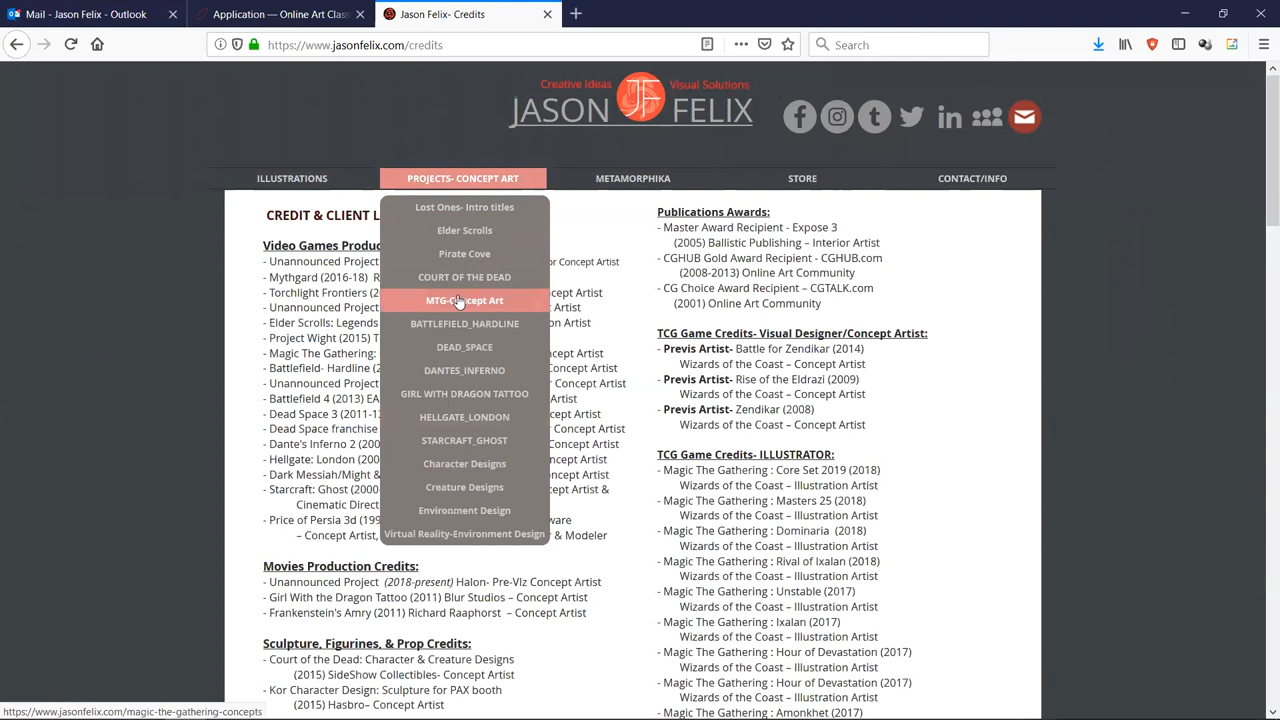 Mail - Jason Felix - Outlook
Application — Online Art Class
Jason Felix- Credits
https://www.jasonfelix.com/credits
Search
Creative Ideas
Visual Solutions
JASON JF FELIX
ILLUSTRATIONS
PROJECTS- CONCEPT ART
METAMORPHIKA
STORE
CONTACT/INFO
Lost Ones- Intro titles
Elder Scrolls
Pirate Cove
COURT OF THE DEAD
MTG-Concept Art
BATTLEFIELD_HARDLINE
DEAD_SPACE
DANTES_INFERNO
GIRL WITH DRAGON TATTOO
HELLGATE_LONDON
STARCRAFT_GHOST
Character Designs
Creature Designs
Environment Design
Virtual Reality-Environment Design
CREDIT & CLIENT L
Video Games Produc
- Unannounced Project or Concept Artist
- Mythgard (2016-18) R
- Torchlight Frontiers (2 cept Artist
- Unannounced Project Artist
- Elder Scrolls: Legends on Artist
- Project Wight (2015) T
- Magic The Gathering: cept Artist
- Battlefield- Hardline (2 Concept Artist
- Unannounced Project Concept Artist
- Battlefield 4 (2013) EA cept Artist
- Dead Space 3 (2011-1 cept Artist
- Dead Space franchise Concept Artist
- Dante's Inferno 2 (200 ncept Artist
- Hellgate: London (200 ncept Artist
- Dark Messiah/Might & Concept Artist
- Starcraft: Ghost (2000- ncept Artist &
Cinematic Direct
- Price of Persia 3d (199 ware
– Concept Artist, & Modeler
Movies Production Credits:
- Unannounced Project (2018-present) Halon- Pre-VIz Concept Artist
- Girl With the Dragon Tattoo (2011) Blur Studios – Concept Artist
- Frankenstein's Amry (2011) Richard Raaphorst – Concept Artist
Sculpture, Figurines, & Prop Credits:
- Court of the Dead: Character & Creature Designs
(2015) SideShow Collectibles- Concept Artist
- Kor Character Design: Sculpture for PAX booth
(2015) Hasbro– Concept Artist
Publications Awards:
- Master Award Recipient - Expose 3
(2005) Ballistic Publishing – Interior Artist
- CGHUB Gold Award Recipient - CGHUB.com
(2008-2013) Online Art Community
- CG Choice Award Recipient – CGTALK.com
(2001) Online Art Community
TCG Game Credits- Visual Designer/Concept Artist:
- Previs Artist- Battle for Zendikar (2014)
Wizards of the Coast – Concept Artist
- Previs Artist- Rise of the Eldrazi (2009)
Wizards of the Coast – Concept Artist
- Previs Artist- Zendikar (2008)
Wizards of the Coast – Concept Artist
TCG Game Credits- ILLUSTRATOR:
- Magic The Gathering : Core Set 2019 (2018)
Wizards of the Coast – Illustration Artist
- Magic The Gathering : Masters 25 (2018)
Wizards of the Coast – Illustration Artist
- Magic The Gathering : Dominaria (2018)
Wizards of the Coast – Illustration Artist
- Magic The Gathering : Rival of Ixalan (2018)
Wizards of the Coast – Illustration Artist
- Magic The Gathering : Unstable (2017)
Wizards of the Coast – Illustration Artist
- Magic The Gathering : Ixalan (2017)
Wizards of the Coast – Illustration Artist
- Magic The Gathering : Hour of Devastation (2017)
Wizards of the Coast – Illustration Artist
- Magic The Gathering : Hour of Devastation (2017)
Wizards of the Coast – Illustration Artist
- Magic The Gathering : Amonkhet (2017)
https://www.jasonfelix.com/magic-the-gathering-concepts